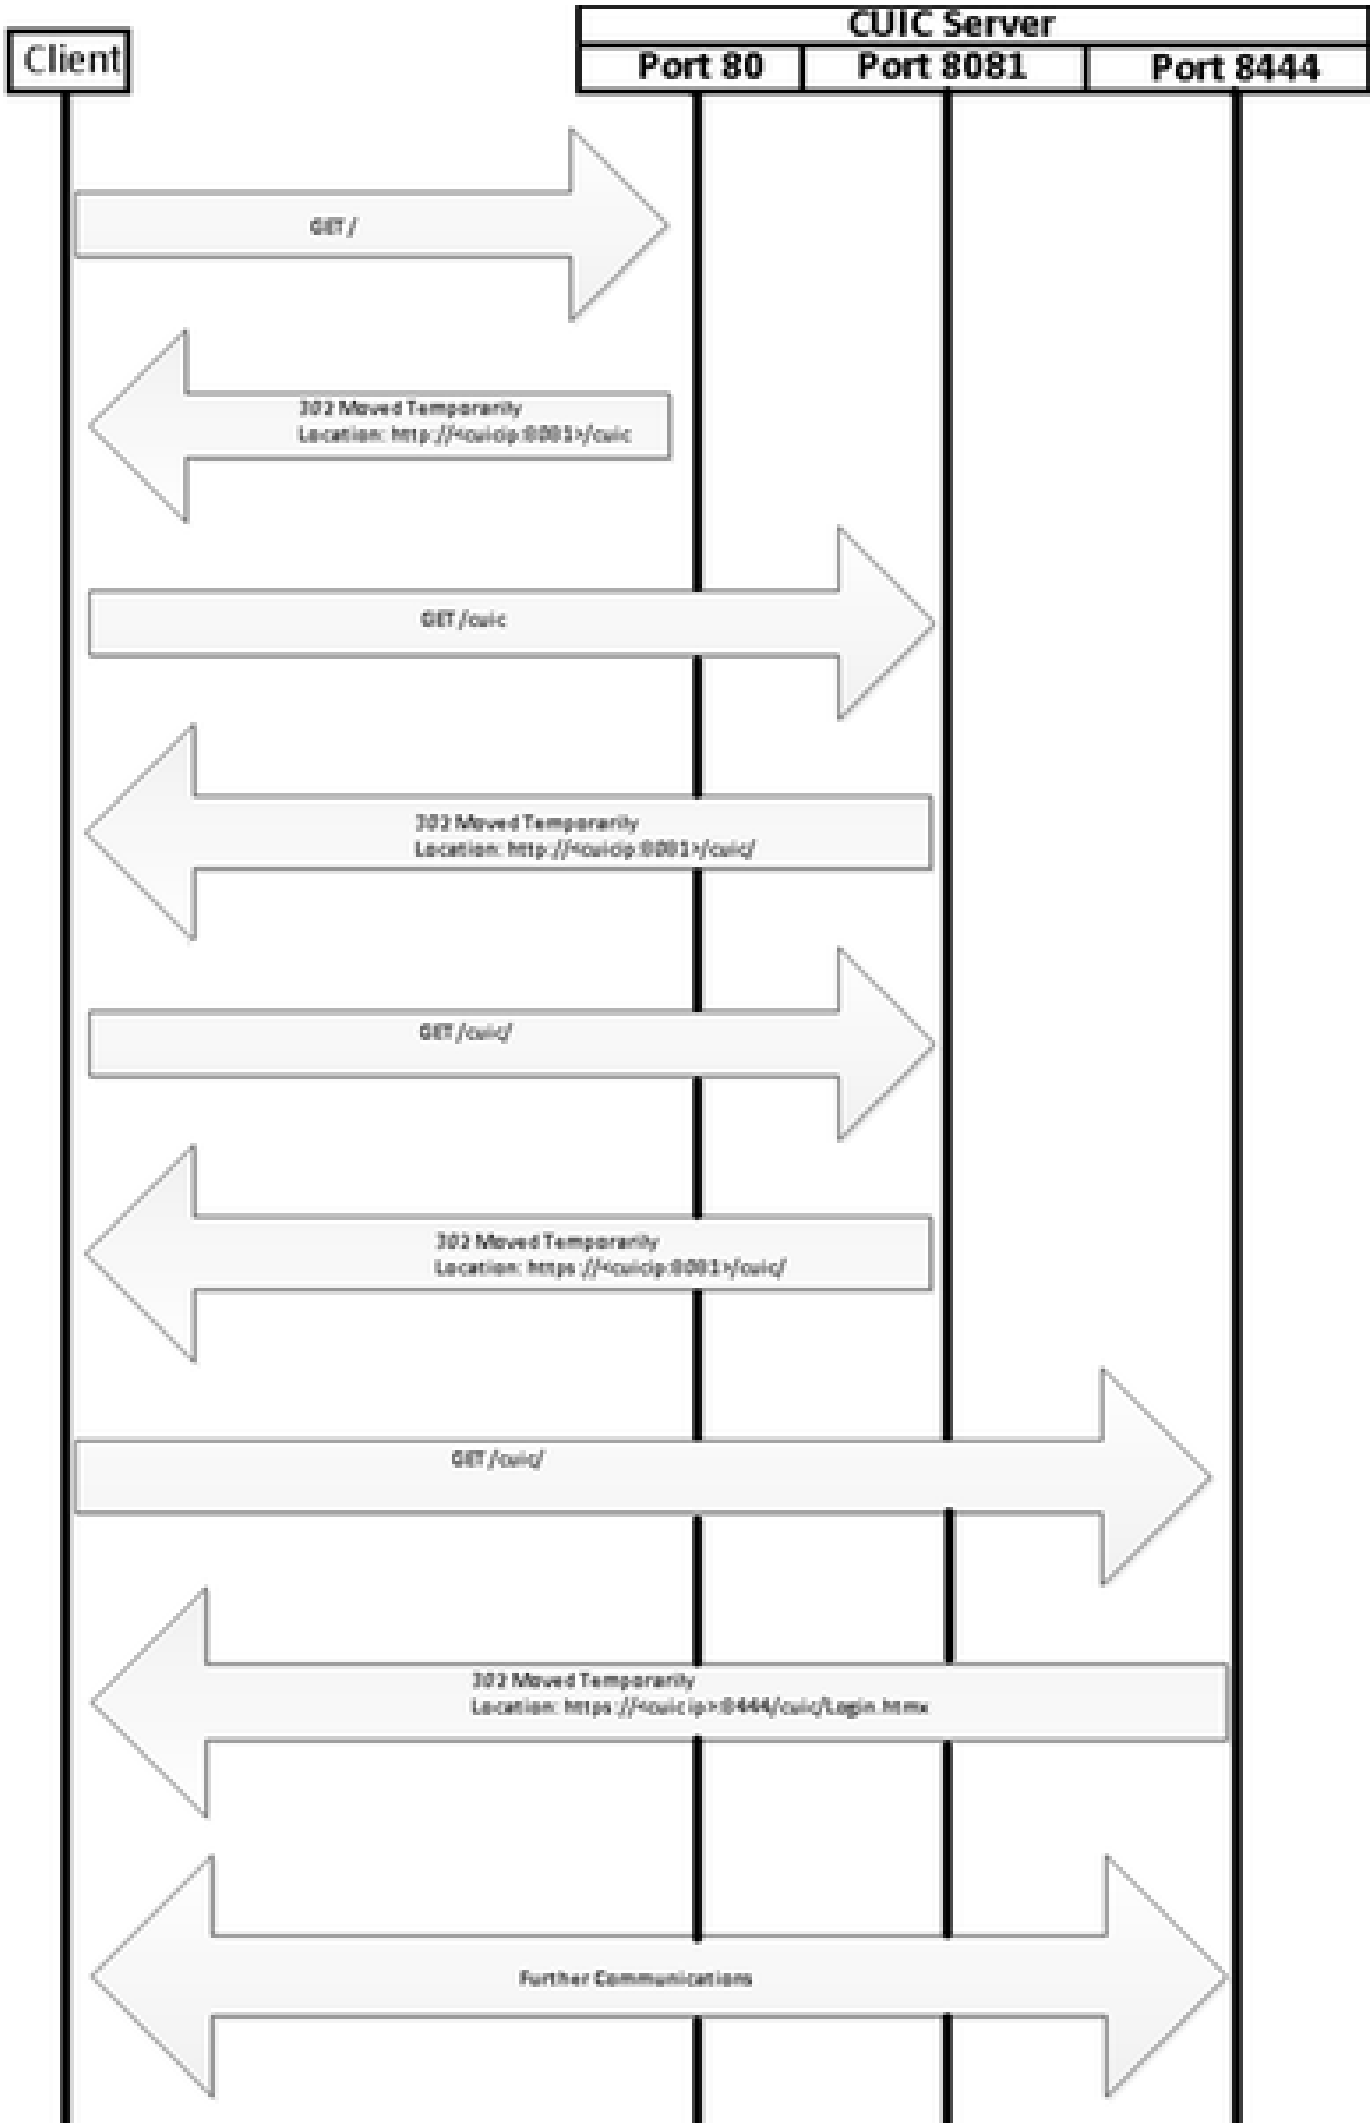 CUIC Server
Client
Port 80
Port 8081
Port 8444
GET /
302 Moved Temporarily
Location: http://<cuicip:8081>/cuic
GET /cuic
302 Moved Temporarily
Location: http://<cuicip:8081>/cuic/
GET /cuic/
302 Moved Temporarily
Location: https://<cuicip:8081>/cuic/
GET /cuic/
302 Moved Temporarily
Location: https://<cuicip>:8444/cuic/Login.htmx
Further Communications